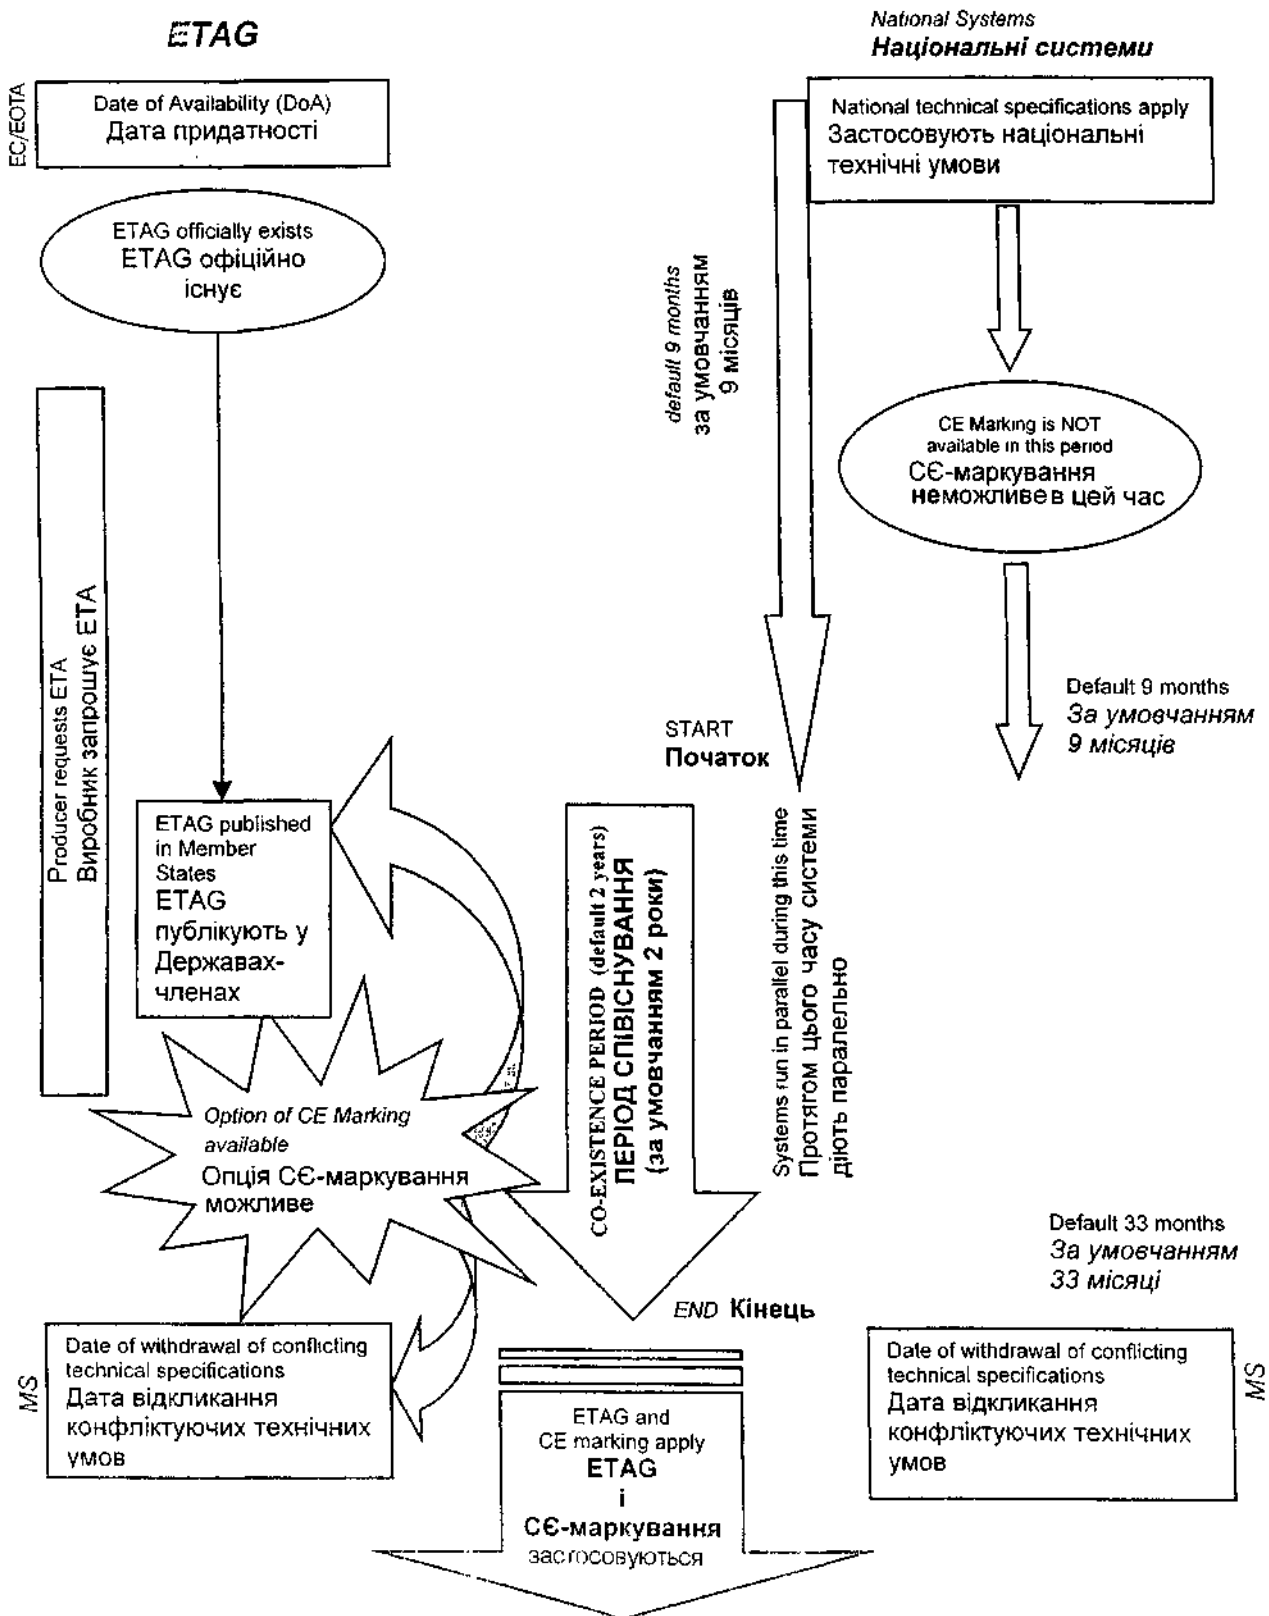 ETAG
EC/EOTA
Date of Availability (DoA)
Дата придатності
ETAG officially exists
ETAG офіційно
існує
Producer requests ETA
Виробник запрошує ETA
ETAG published
in Member
States
ETAG
публікують у
Державах-
членах
Option of CE Marking
available
Опція СЄ-маркування
можливе
MS
Date of withdrawal of conflicting
technical specifications
Дата відкликання
конфліктуючих технічних
умов
National Systems
Національні системи
National technical specifications apply
Застосовують національні
технічні умови
default 9 months
за умовчанням
9 місяців
CE Marking is NOT
available in this period
СЄ-маркування
неможливе в цей час
Default 9 months
За умовчанням
9 місяців
START
Початок
CO-EXISTENCE PERIOD (default 2 years)
ПЕРІОД СПІВІСНУВАННЯ
(за умовчанням 2 роки)
Systems run in parallel during this time
Протягом цього часу системи
діють паралельно
Default 33 months
За умовчанням
33 місяці
END Кінець
ETAG and
CE marking apply
ETAG
і
СЄ-маркування
застосовуються
Date of withdrawal of conflicting
technical specifications
Дата відкликання
конфліктуючих технічних
умов
MS